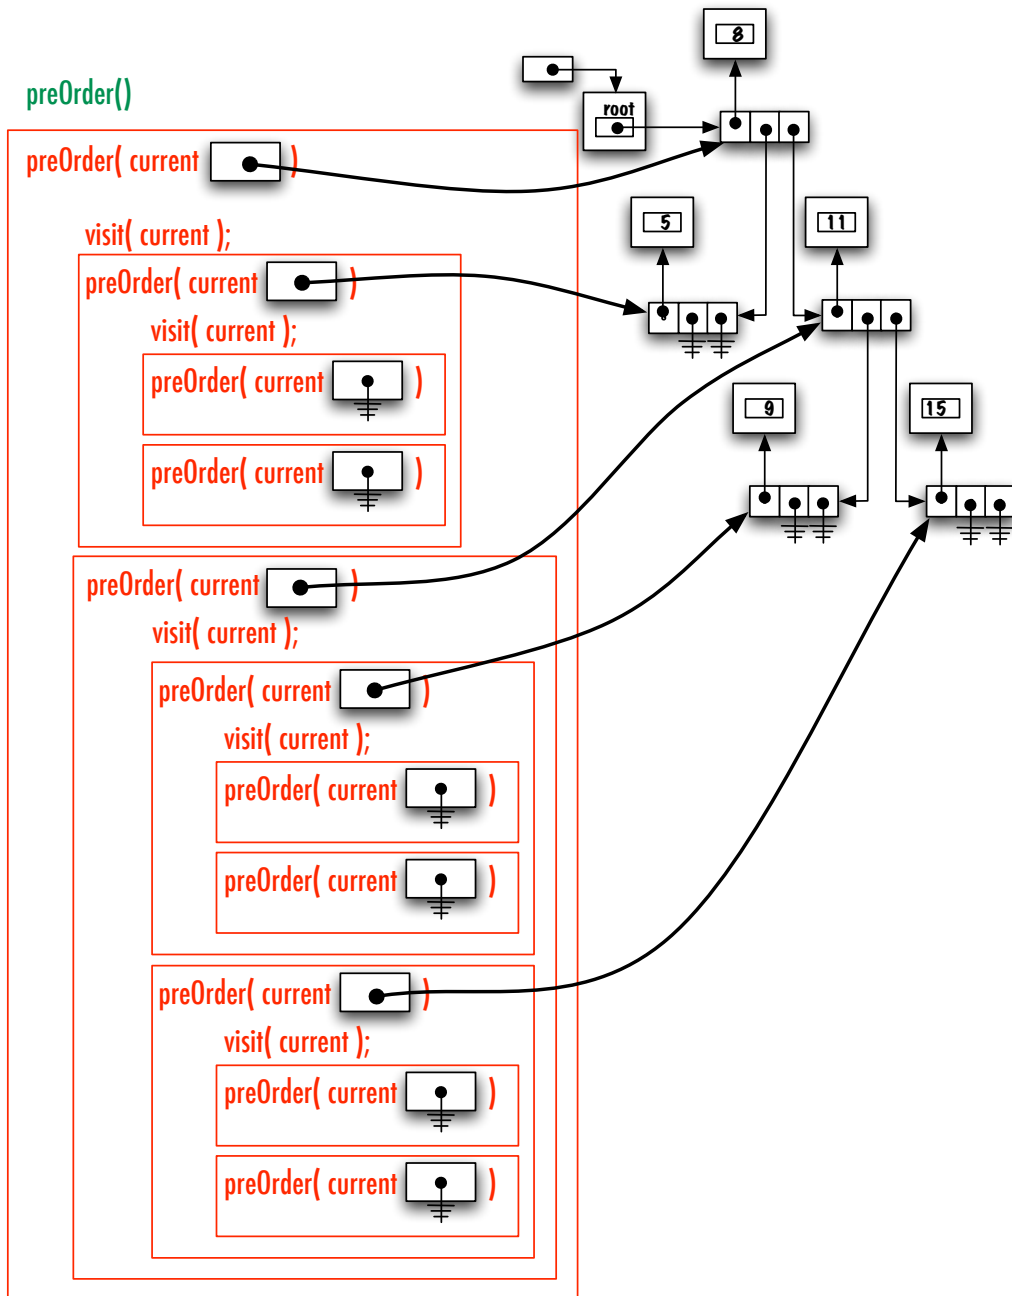 preOrder()
preOrder( current )
visit( current );
preOrder( current )
visit( current );
preOrder( current )
preOrder( current )
preOrder( current )
visit( current );
preOrder( current )
visit( current );
preOrder( current )
preOrder( current )
preOrder( current )
visit( current );
preOrder( current )
preOrder( current )
8
root
5
11
9
15